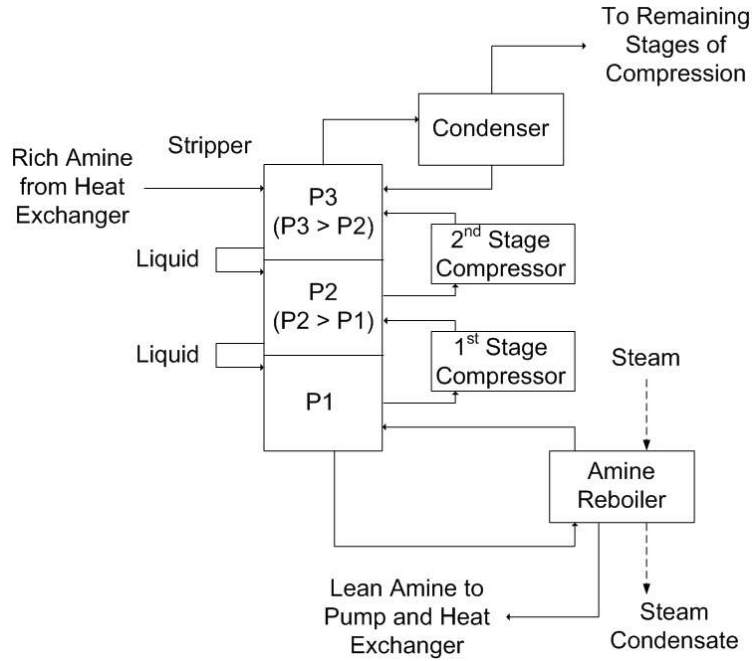 To Remaining
Stages of
Compression
Condenser
Stripper
Rich Amine
from Heat
Exchanger
P3
(P3 > P2)
2nd Stage
Compressor
Liquid
P2
(P2 > P1)
Liquid
1st Stage
Compressor
Steam
P1
Amine
Reboiler
Lean Amine to
Pump and Heat
Exchanger
Steam
Condensate